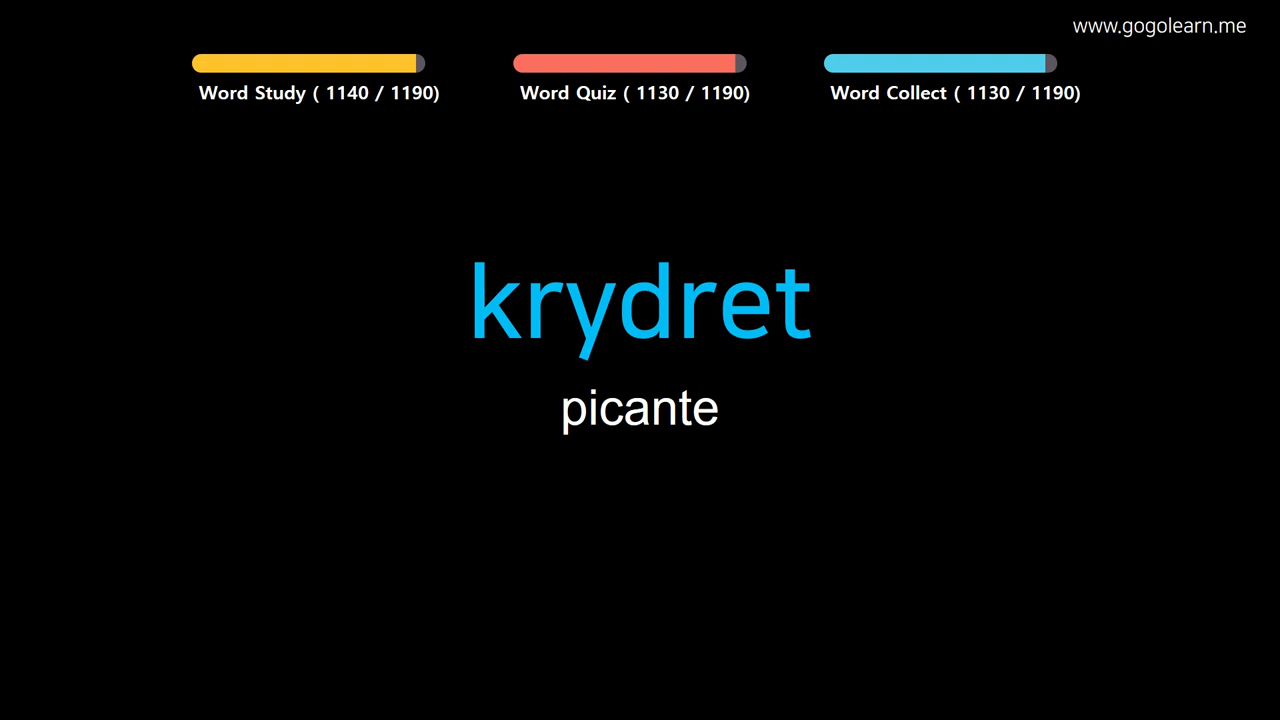 www.gogolearn.me
Word Study ( 1140 / 1190)
Word Quiz ( 1130 / 1190)
Word Collect ( 1130 / 1190)
krydret
picante